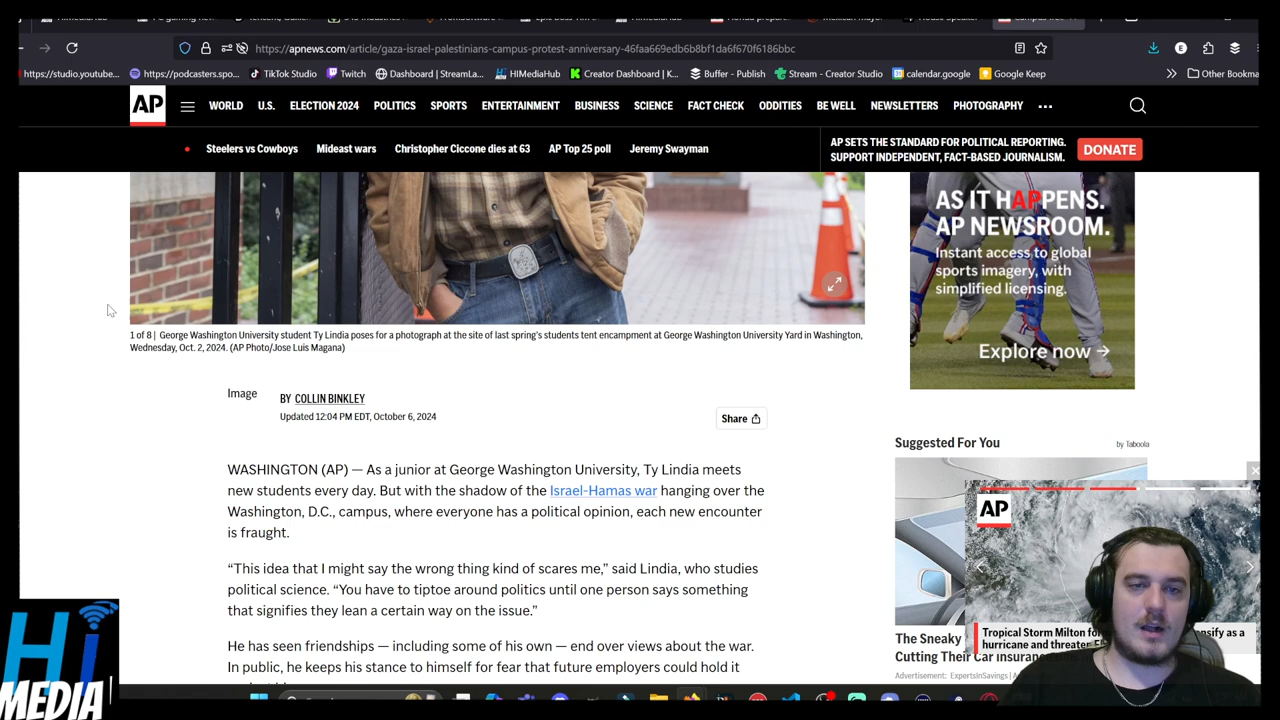 https://apnews.com/article/gaza-israel-palestinians-campus-protest-anniversary-46faa669edb6b8bf1da6f670f6186bbc
https://studio.youtube...
https://podcasters.spo...
TikTok Studio
Twitch
Dashboard | StreamLa...
HIMediaHub
Creator Dashboard | K...
Buffer - Publish
Stream - Creator Studio
calendar.google
Google Keep
Other Bookma
AP
WORLD U.S. ELECTION 2024 POLITICS SPORTS ENTERTAINMENT BUSINESS SCIENCE FACT CHECK ODDITIES BE WELL NEWSLETTERS PHOTOGRAPHY ...
Steelers vs Cowboys Mideast wars Christopher Ciccone dies at 63 AP Top 25 poll Jeremy Swayman
AP SETS THE STANDARD FOR POLITICAL REPORTING.
SUPPORT INDEPENDENT, FACT-BASED JOURNALISM.
DONATE
AS IT HAPPENS.
AP NEWSROOM.
Instant access to global
sports imagery, with
simplified licensing.
Explore now →
1 of 8 | George Washington University student Ty Lindia poses for a photograph at the site of last spring's students tent encampment at George Washington University Yard in Washington,
Wednesday, Oct. 2, 2024. (AP Photo/Jose Luis Magana)
Image
BY COLLIN BINKLEY
Updated 12:04 PM EDT, October 6, 2024
Share
WASHINGTON (AP) — As a junior at George Washington University, Ty Lindia meets
new students every day. But with the shadow of the Israel-Hamas war hanging over the
Washington, D.C., campus, where everyone has a political opinion, each new encounter
is fraught.
“This idea that I might say the wrong thing kind of scares me,” said Lindia, who studies
political science. “You have to tiptoe around politics until one person says something
that signifies they lean a certain way on the issue.”
He has seen friendships — including some of his own — end over views about the war.
In public, he keeps his stance to himself for fear that future employers could hold it
Suggested For You
by Taboola
AP
Tropical Storm Milton
hurricane and threaten
The Sneaky
Cutting Their Car Insurance
Advertisement: ExpertsInSavings
Hi
MEDIA